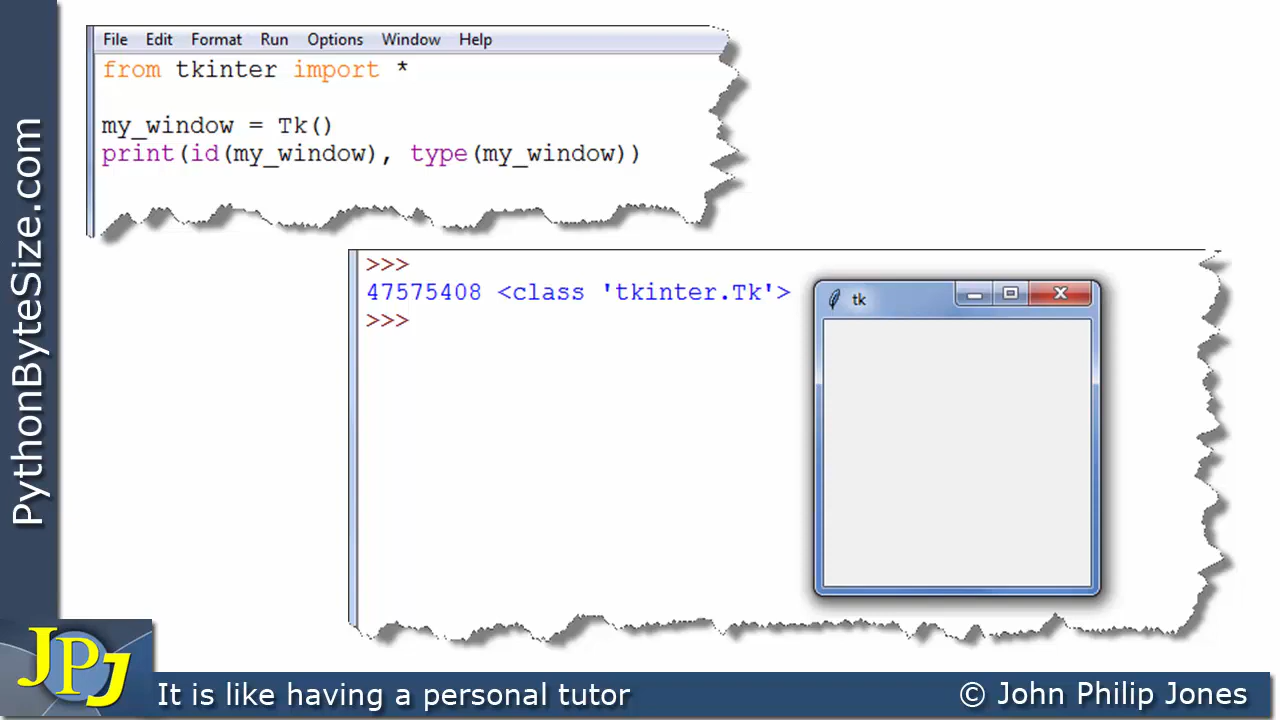 PythonByteSize.com
File Edit Format Run Options Window Help
from tkinter import *
my_window = Tk()
print(id(my_window), type(my_window))
>>>
47575408 <class 'tkinter.Tk'>
>>>
tk
JPJ
It is like having a personal tutor
© John Philip Jones